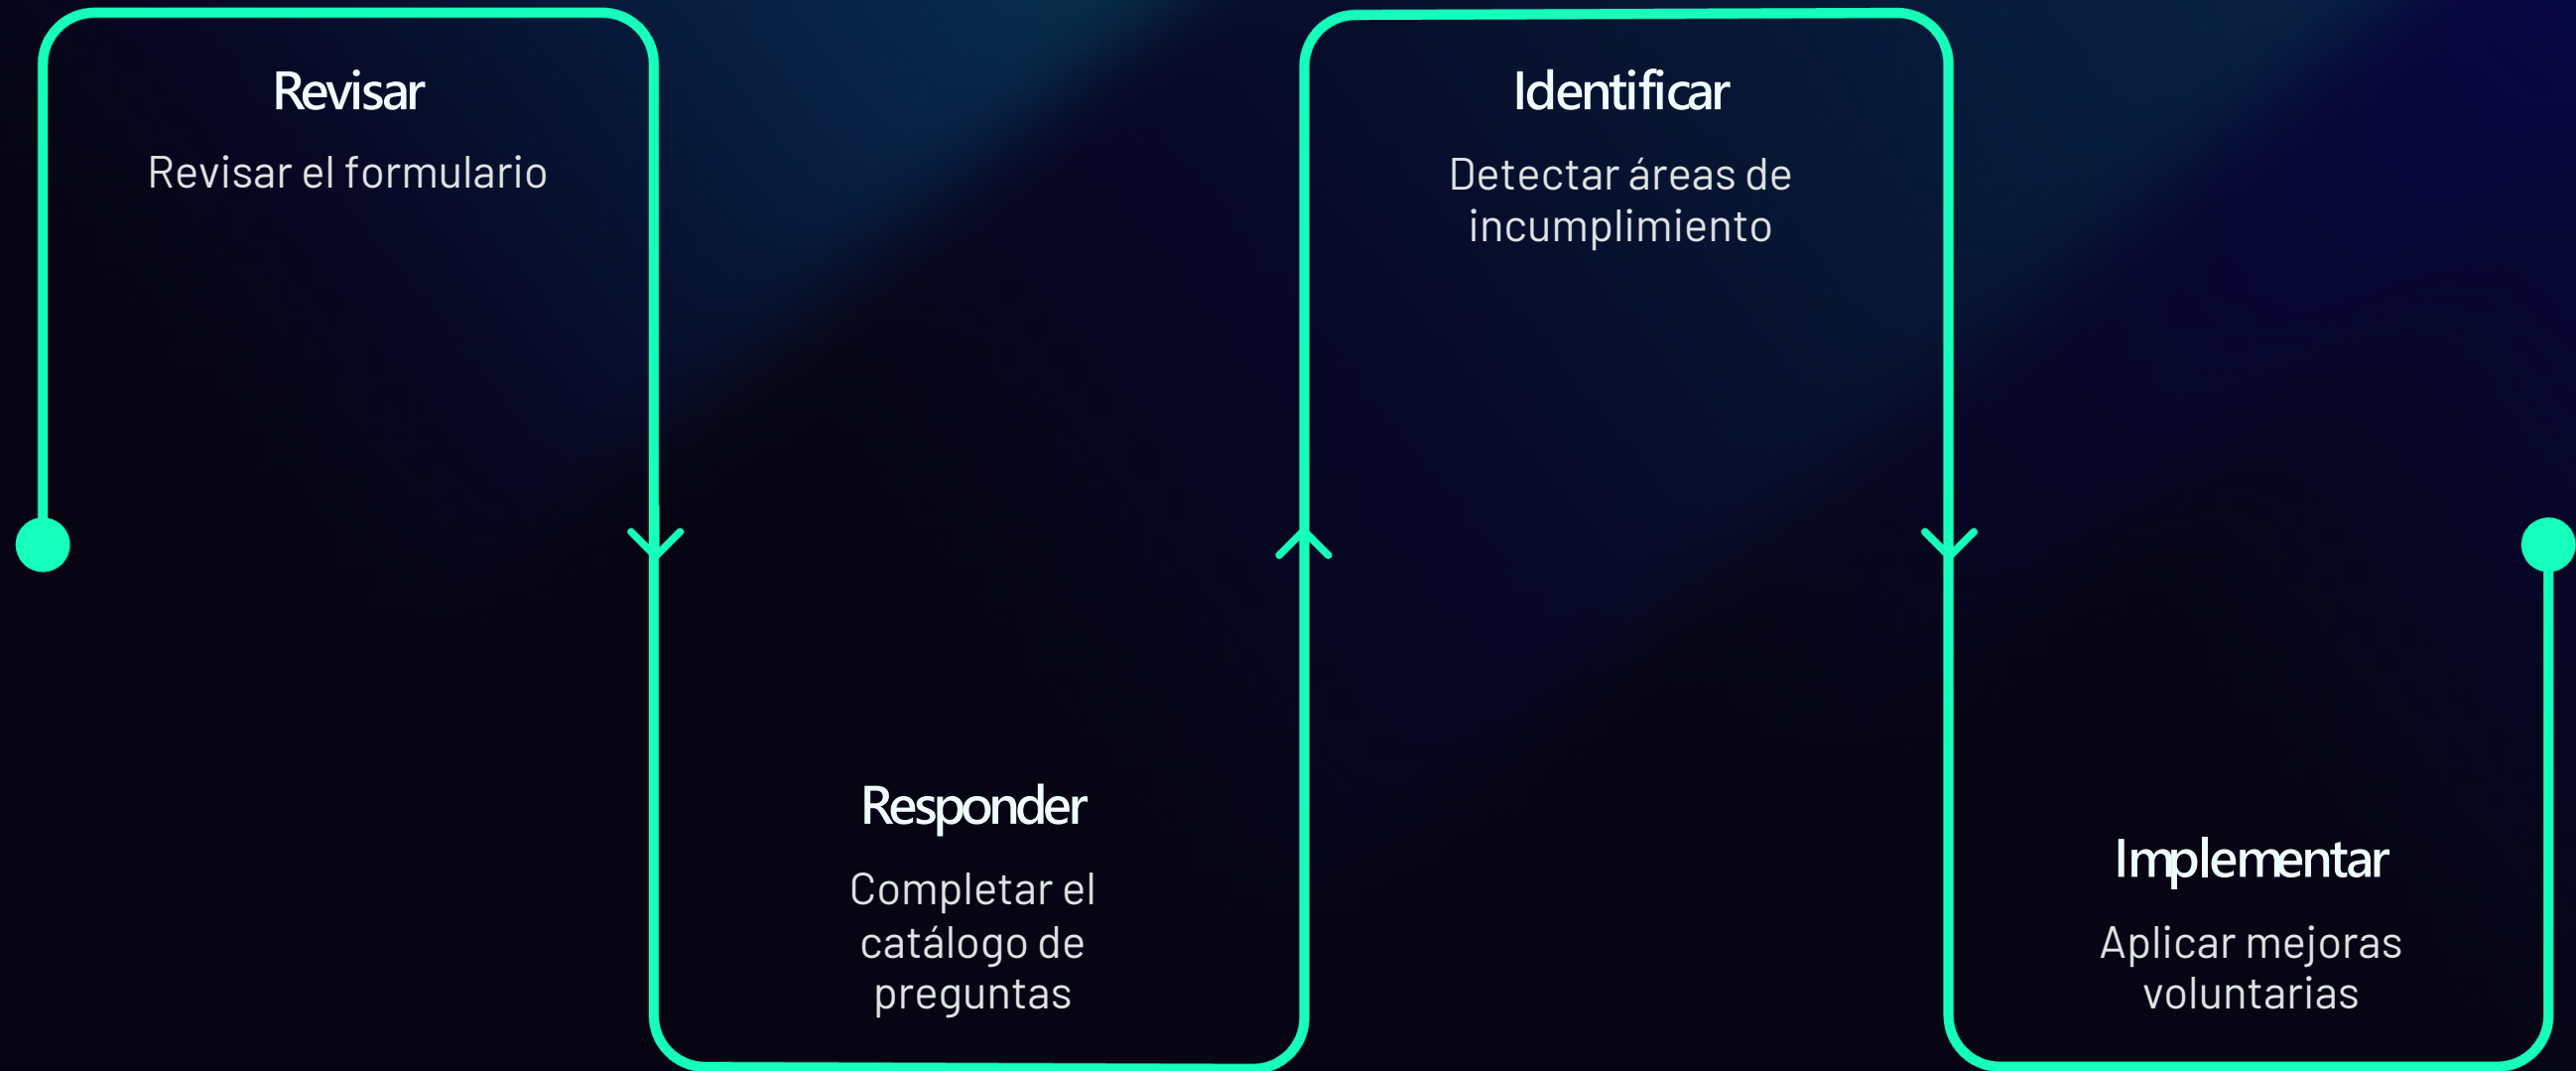 Revisar
Revisar el formulario
Responder
Completar el
catálogo de
preguntas
Identificar
Detectar áreas de
incumplimiento
Implementar
Aplicar mejoras
voluntarias